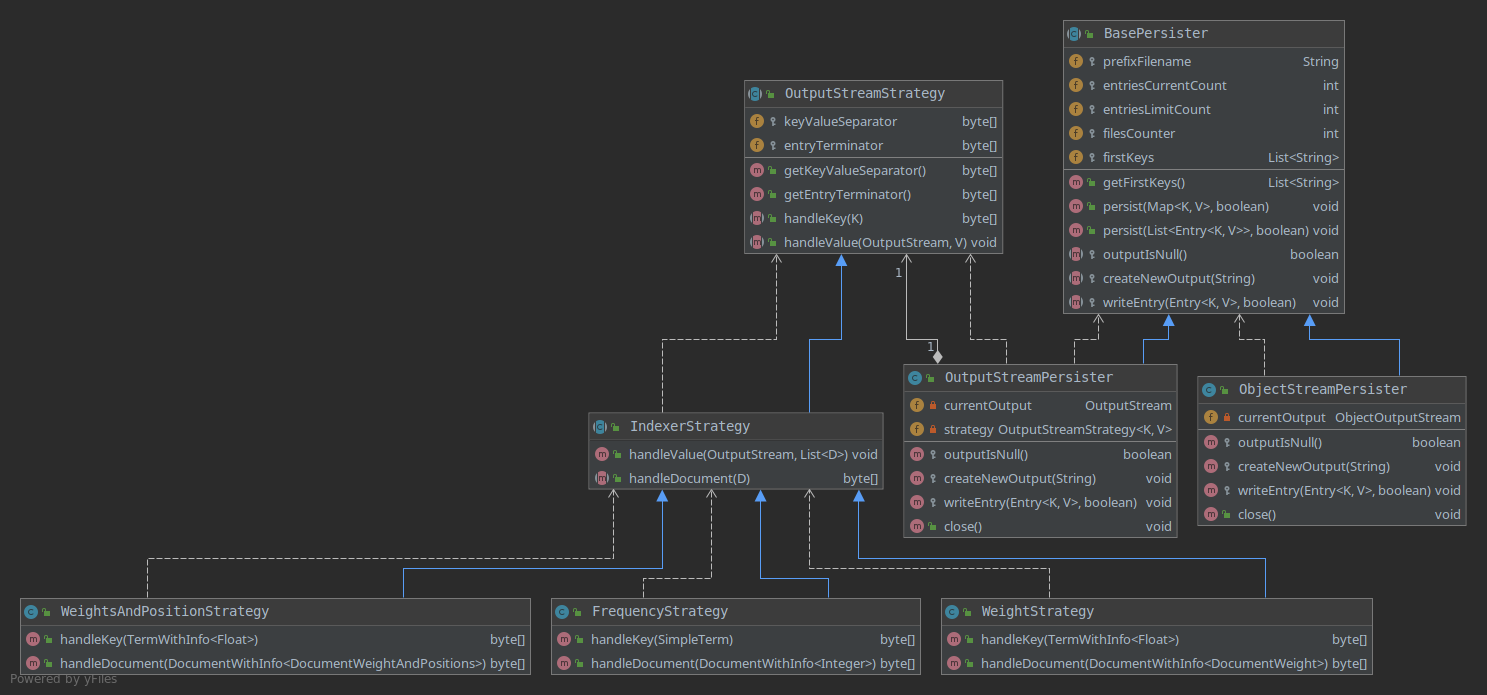 BasePersister
prefixFilename String
entriesCurrentCount int
entriesLimitCount int
filesCounter int
firstKeys List<String>
getFirstKeys() List<String>
persist(Map<K, V>, boolean) void
persist(List<Entry<K, V>>, boolean) void
outputIsNull() boolean
createNewOutput(String) void
writeEntry(Entry<K, V>, boolean) void
OutputStreamStrategy
keyValueSeparator byte[]
entryTerminator byte[]
getKeyValueSeparator() byte[]
getEntryTerminator() byte[]
handleKey(K) byte[]
handleValue(OutputStream, V) void
1
1
OutputStreamPersister
currentOutput OutputStream
strategy OutputStreamStrategy<K, V>
outputIsNull() boolean
createNewOutput(String) void
writeEntry(Entry<K, V>, boolean) void
close() void
ObjectStreamPersister
currentOutput ObjectOutputStream
outputIsNull() boolean
createNewOutput(String) void
writeEntry(Entry<K, V>, boolean) void
close() void
IndexerStrategy
handleValue(OutputStream, List<D>) void
handleDocument(D) byte[]
WeightsAndPositionStrategy
handleKey(TermWithInfo<Float>) byte[]
handleDocument(DocumentWithInfo<DocumentWeightAndPositions>) byte[]
FrequencyStrategy
handleKey(SimpleTerm) byte[]
handleDocument(DocumentWithInfo<Integer>) byte[]
WeightStrategy
handleKey(TermWithInfo<Float>) byte[]
handleDocument(DocumentWithInfo<DocumentWeight>) byte[]
Powered by yFiles